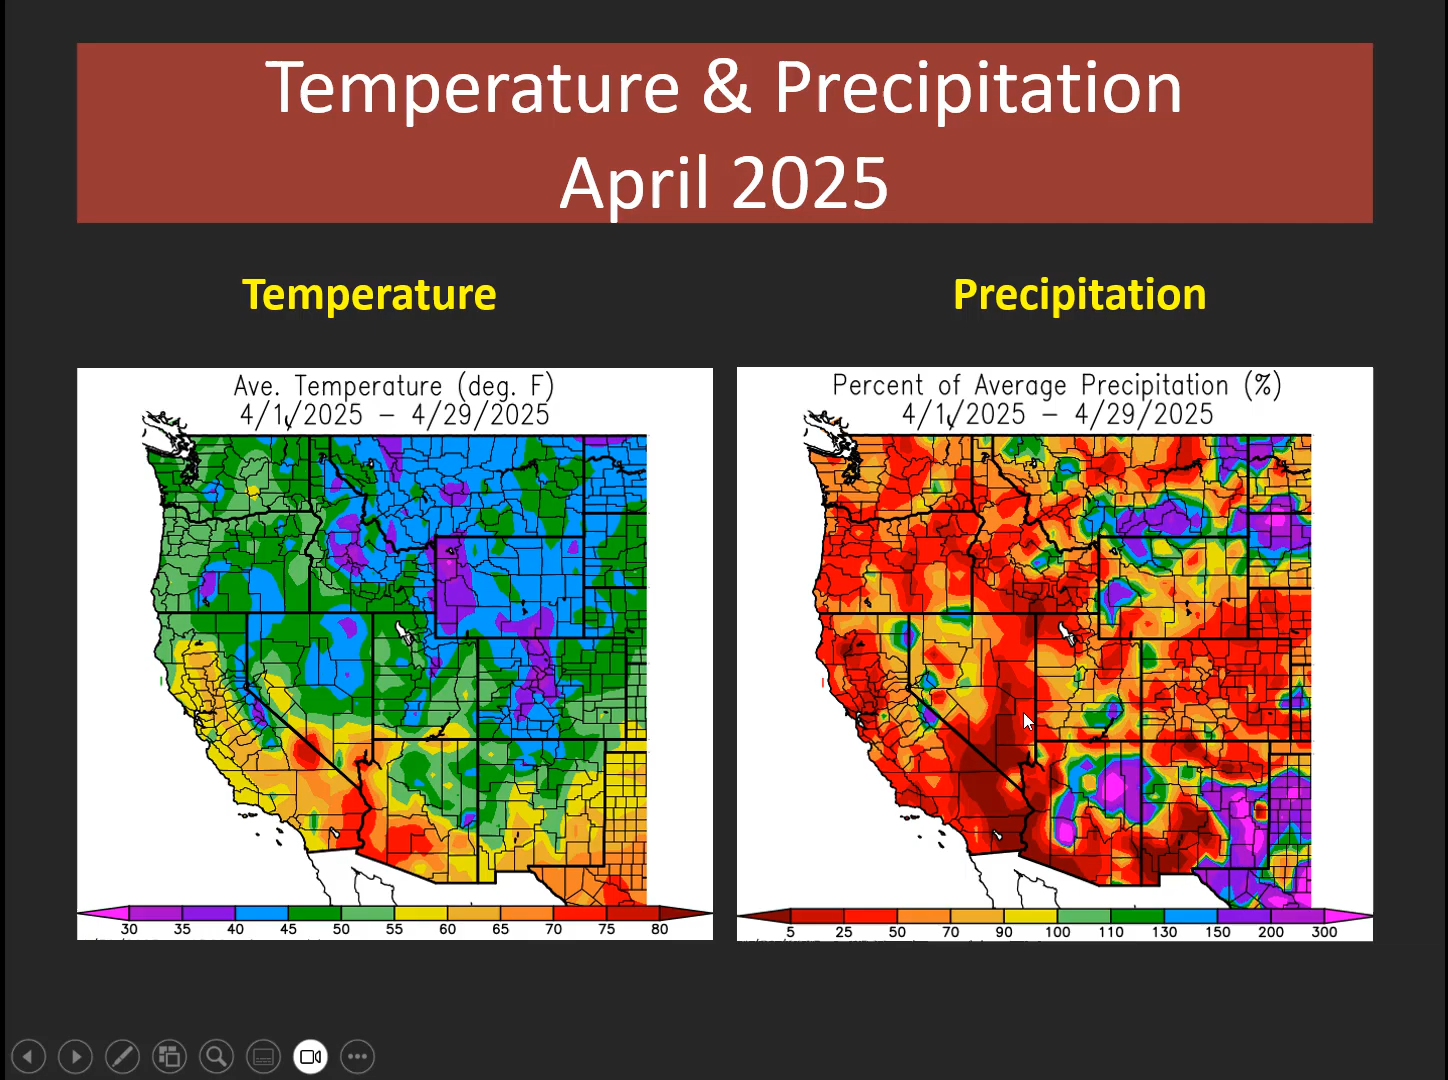 Temperature & Precipitation
April 2025
Temperature
Precipitation
Ave. Temperature (deg. F)
4/1/2025 – 4/29/2025
30 35 40 45 50 55 60 65 70 75 80
Percent of Average Precipitation (%)
4/1/2025 – 4/29/2025
5 25 50 70 90 100 110 130 150 200 300